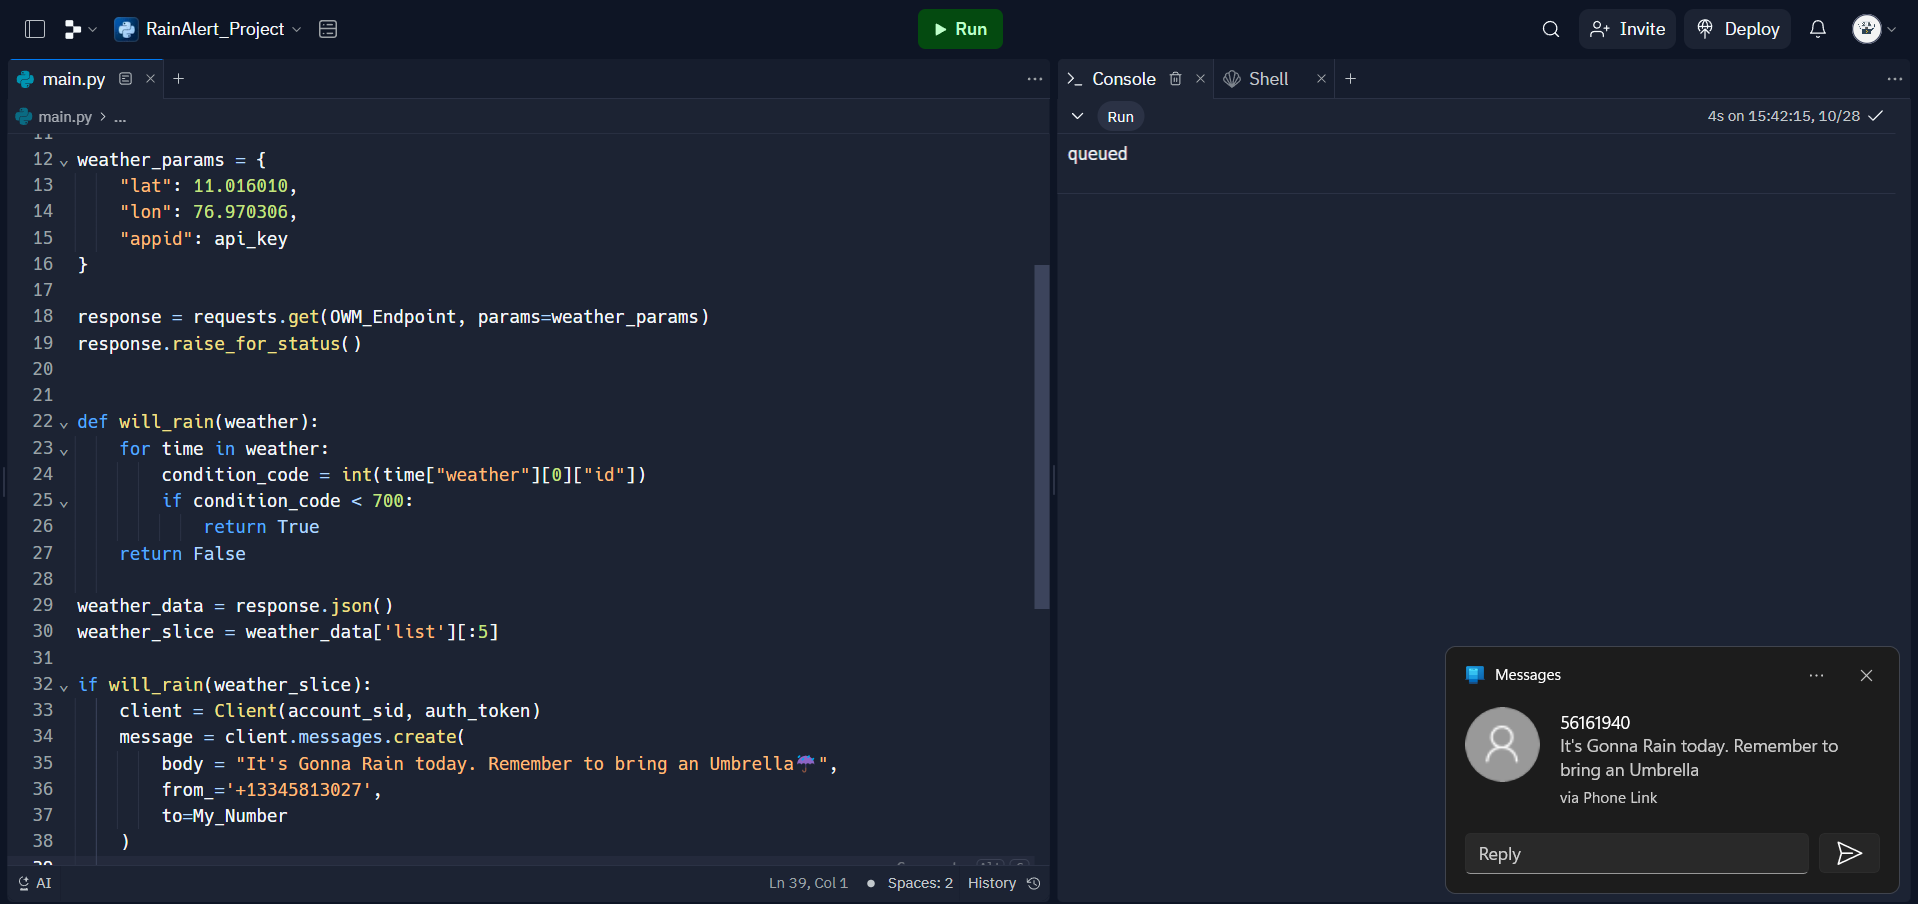 RainAlert_Project
Run
Invite
Deploy
main.py
main.py > ...
11
12 weather_params = {
13 "lat": 11.016010,
14 "lon": 76.970306,
15 "appid": api_key
16 }
17
18 response = requests.get(OWM_Endpoint, params=weather_params)
19 response.raise_for_status()
20
21
22 def will_rain(weather):
23 for time in weather:
24 condition_code = int(time["weather"][0]["id"])
25 if condition_code < 700:
26 return True
27 return False
28
29 weather_data = response.json()
30 weather_slice = weather_data['list'][:5]
31
32 if will_rain(weather_slice):
33 client = Client(account_sid, auth_token)
34 message = client.messages.create(
35 body = "It's Gonna Rain today. Remember to bring an Umbrella☔",
36 from_='+13345813027',
37 to=My_Number
38 )
39
AI
Ln 39, Col 1
Spaces: 2
History
Console
Shell
Run
4s on 15:42:15, 10/28
queued
Messages
56161940
It's Gonna Rain today. Remember to
bring an Umbrella
via Phone Link
Reply